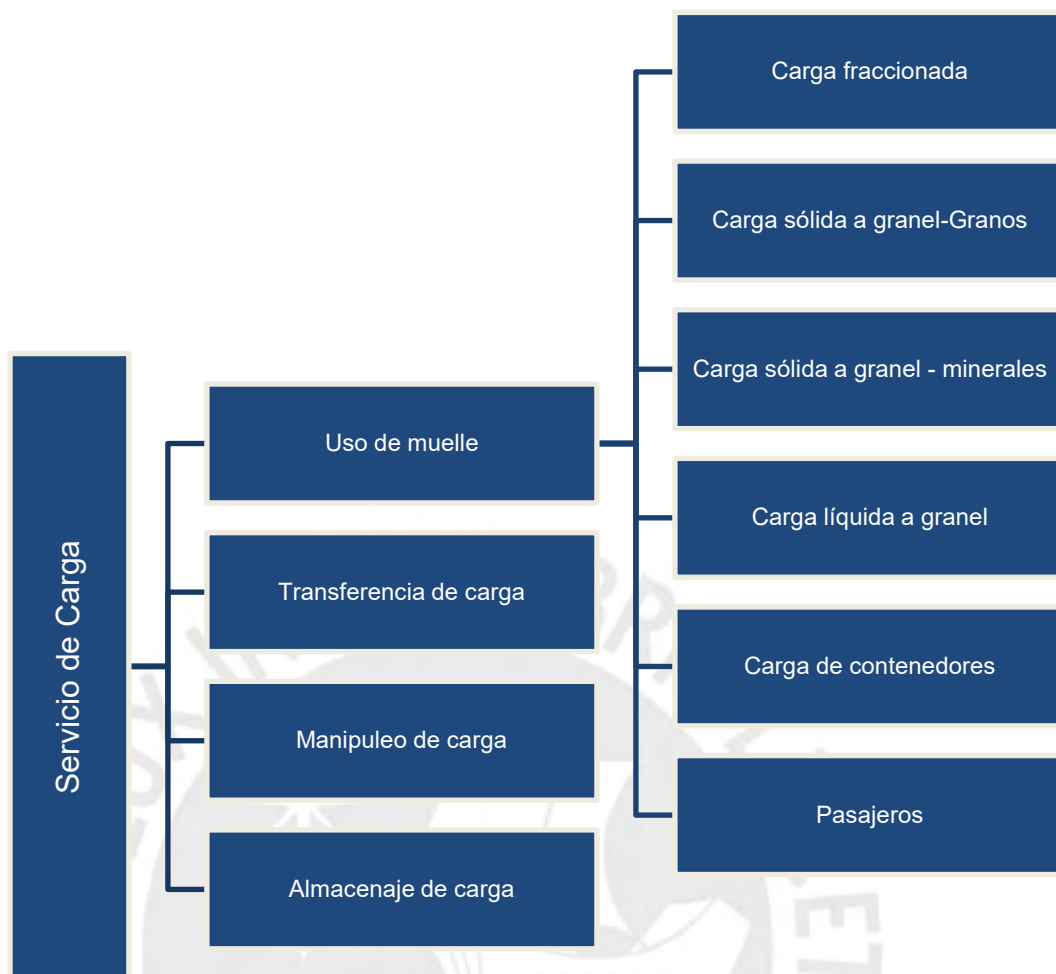 Servicio de Carga
Uso de muelle
Transferencia de carga
Manipuleo de carga
Almacenaje de carga
Carga fraccionada
Carga sólida a granel-Granos
Carga sólida a granel - minerales
Carga líquida a granel
Carga de contenedores
Pasajeros